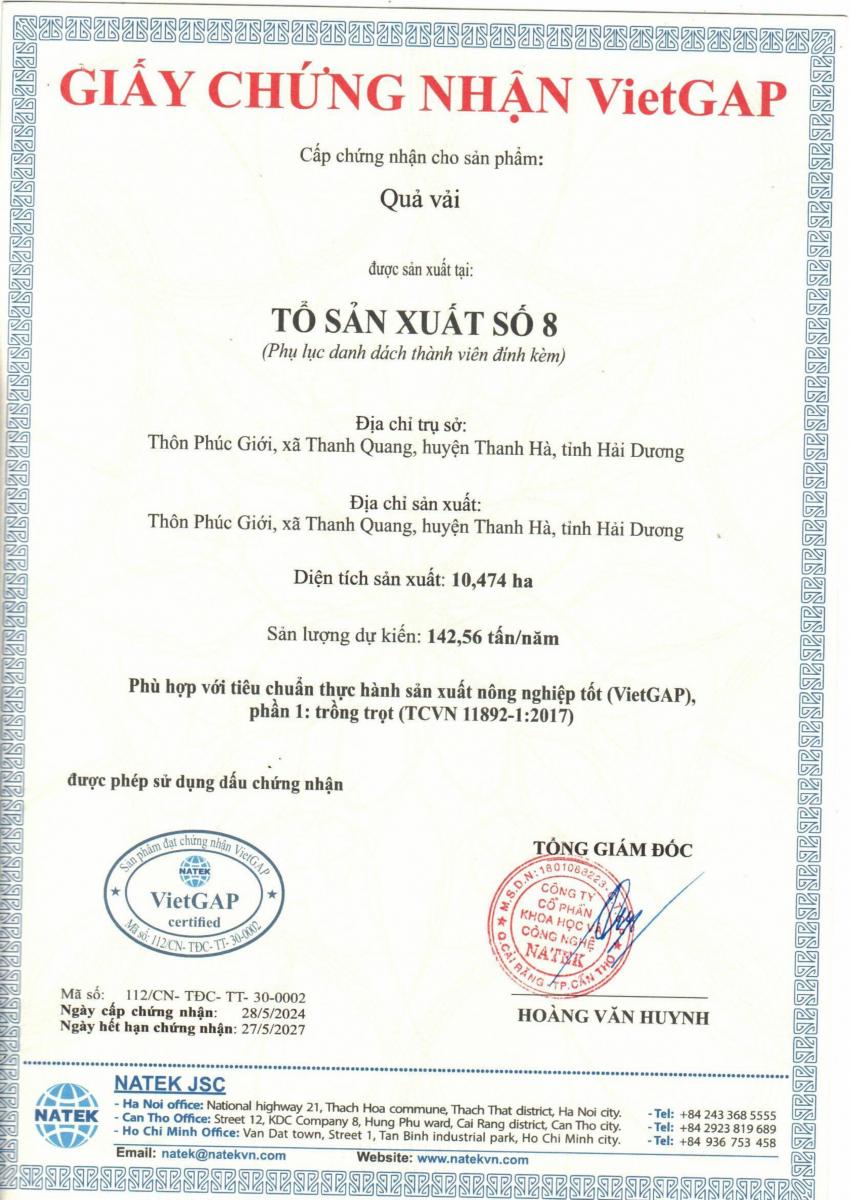 GIẤY CHỨNG NHẬN VietGAP
Cấp chứng nhận cho sản phẩm:
Quả vải
được sản xuất tại:
TỔ SẢN XUẤT SỐ 8
(Phụ lục danh dách thành viên đính kèm)
Địa chỉ trụ sở:
Thôn Phúc Giới, xã Thanh Quang, huyện Thanh Hà, tỉnh Hải Dương
Địa chỉ sản xuất:
Thôn Phúc Giới, xã Thanh Quang, huyện Thanh Hà, tỉnh Hải Dương
Diện tích sản xuất: 10,474 ha
Sản lượng dự kiến: 142,56 tấn/năm
Phù hợp với tiêu chuẩn thực hành sản xuất nông nghiệp tốt (VietGAP),
phần 1: trồng trọt (TCVN 11892-1:2017)
được phép sử dụng dấu chứng nhận
Sản phẩm đạt chứng nhận VietGAP
NATEK
VietGAP
certified
Mã số: 112/CN- TĐC- TT- 30-0002
TỔNG GIÁM ĐỐC
M.S.D.N:1801068223
CÔNG TY
CỔ PHẦN
KHOA HỌC VÀ
CÔNG NGHỆ
NATEK
Q.CÁI RĂNG - TP.CẦN THƠ
HOÀNG VĂN HUYNH
Mã số: 112/CN- TĐC- TT- 30-0002
Ngày cấp chứng nhận: 28/5/2024
Ngày hết hạn chứng nhận: 27/5/2027
NATEK
NATEK JSC
- Ha Noi office: National highway 21, Thach Hoa commune, Thach That district, Ha Noi city. - Tel: +84 243 368 5555
- Can Tho Office: Street 12, KDC Company 8, Hung Phu ward, Cai Rang district, Can Tho city. - Tel: +84 2923 819 689
- Ho Chi Minh Office: Van Dat town, Street 1, Tan Binh industrial park, Ho Chi Minh city. - Tel: +84 936 753 458
Email: natek@natekvn.com Website: www.natekvn.com